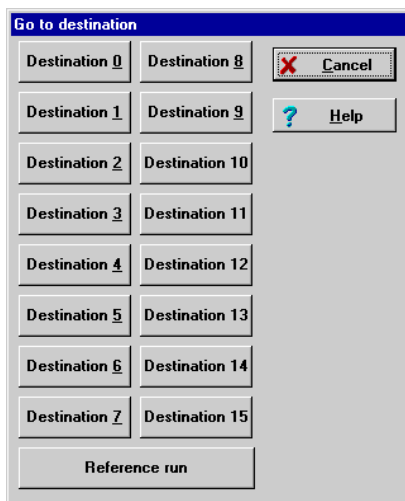 Go to destination
Destination 0 Destination 8
Cancel
Destination 1 Destination 9
Help
Destination 2 Destination 10
Destination 3 Destination 11
Destination 4 Destination 12
Destination 5 Destination 13
Destination 6 Destination 14
Destination 7 Destination 15
Reference run